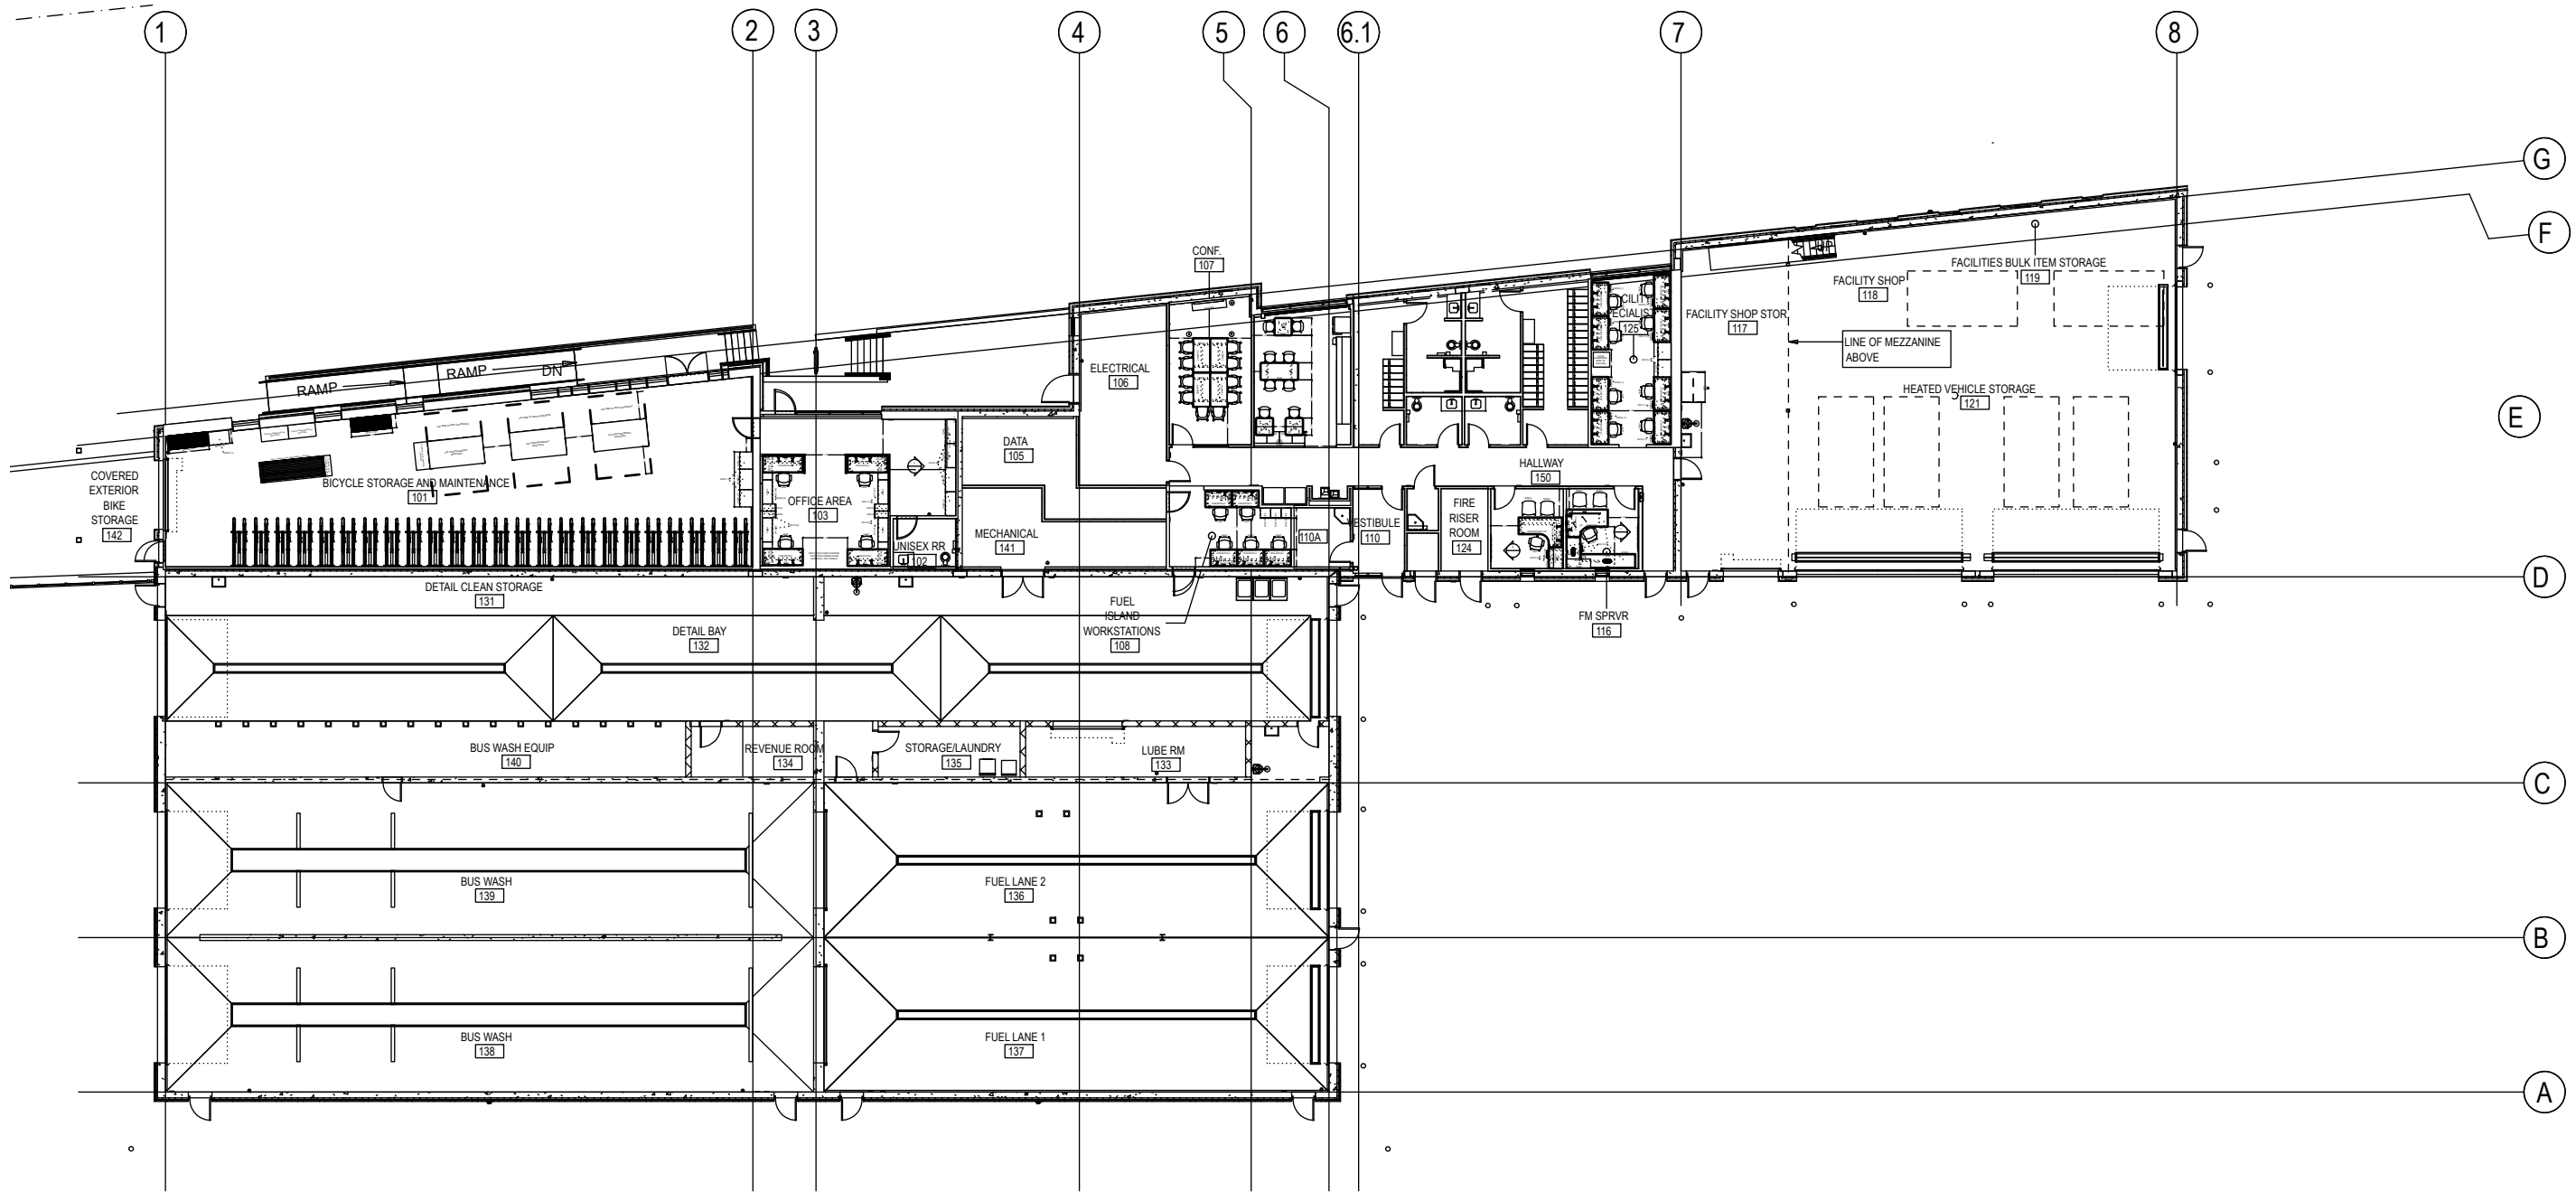 1
2
3
4
5
6
6.1
7
8
G
F
E
D
C
B
A
CONF.
107
RAMP
RAMP
DN
ELECTRICAL
106
DATA
105
BICYCLE STORAGE AND MAINTENANCE
101
COVERED
EXTERIOR
BIKE
STORAGE
142
OFFICE AREA
103
UNISEX RR
102
MECHANICAL
141
110A
VESTIBULE
110
HALLWAY
150
FIRE
RISER
ROOM
124
125
FACILITY SHOP STOR
117
FACILITY SHOP
118
FACILITIES BULK ITEM STORAGE
119
LINE OF MEZZANINE
ABOVE
HEATED VEHICLE STORAGE
121
FM SPRVR
116
DETAIL CLEAN STORAGE
131
FUEL
ISLAND
WORKSTATIONS
108
DETAIL BAY
132
BUS WASH EQUIP
140
REVENUE ROOM
134
STORAGE/LAUNDRY
135
LUBE RM
133
BUS WASH
139
FUEL LANE 2
136
BUS WASH
138
FUEL LANE 1
137